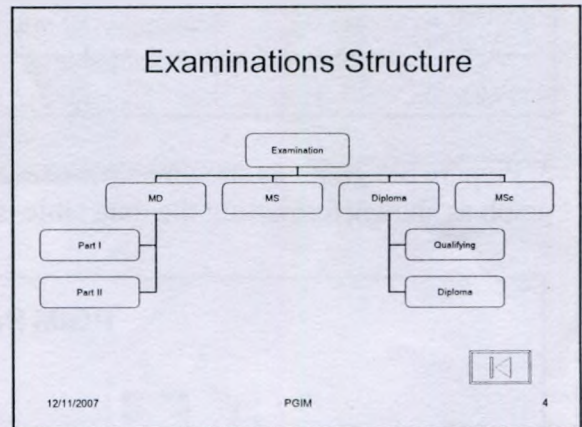 Examinations Structure
Examination
MD MS Diploma MSc
Part I Qualifying
Part II Diploma
12/11/2007 PGIM 4